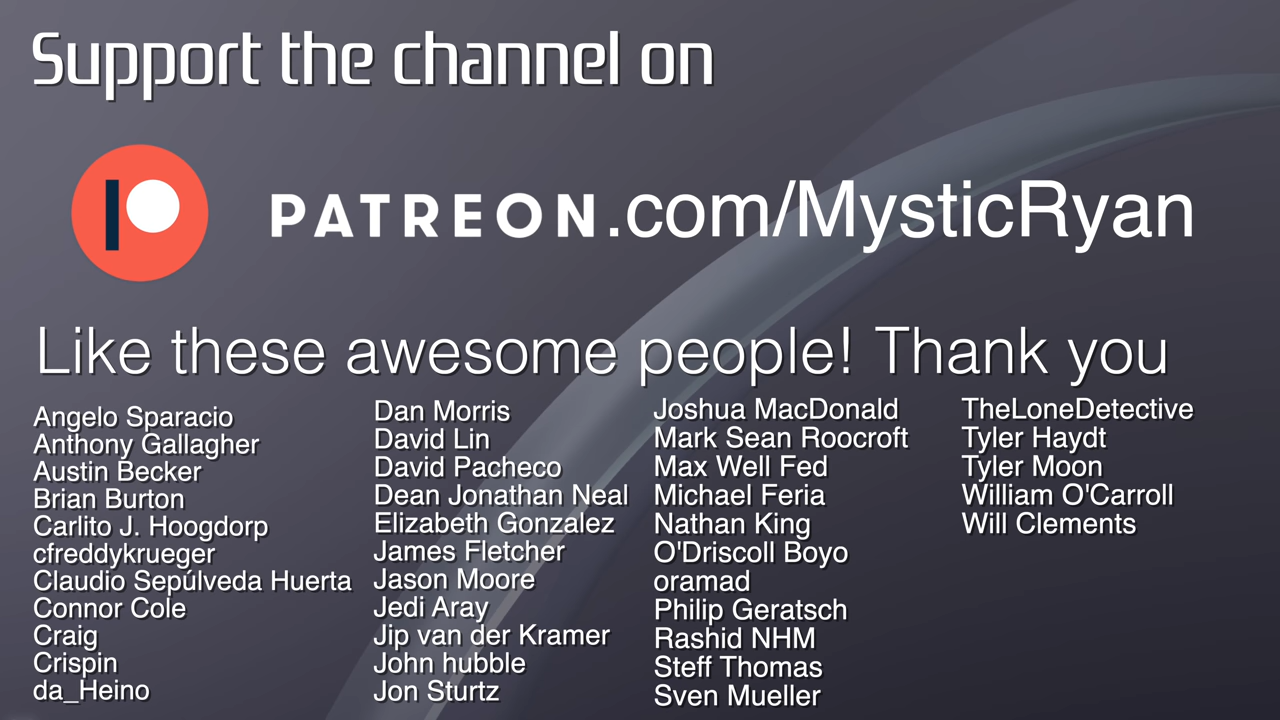 Support the channel on
PATREON.com/MysticRyan
Like these awesome people! Thank you
Angelo Sparacio
Anthony Gallagher
Austin Becker
Brian Burton
Carlito J. Hoogdorp
cfreddykrueger
Claudio Sepúlveda Huerta
Connor Cole
Craig
Crispin
da_Heino
Dan Morris
David Lin
David Pacheco
Dean Jonathan Neal
Elizabeth Gonzalez
James Fletcher
Jason Moore
Jedi Aray
Jip van der Kramer
John hubble
Jon Sturtz
Joshua MacDonald
Mark Sean Roocroft
Max Well Fed
Michael Feria
Nathan King
O'Driscoll Boyo
oramad
Philip Geratsch
Rashid NHM
Steff Thomas
Sven Mueller
TheLoneDetective
Tyler Haydt
Tyler Moon
William O'Carroll
Will Clements